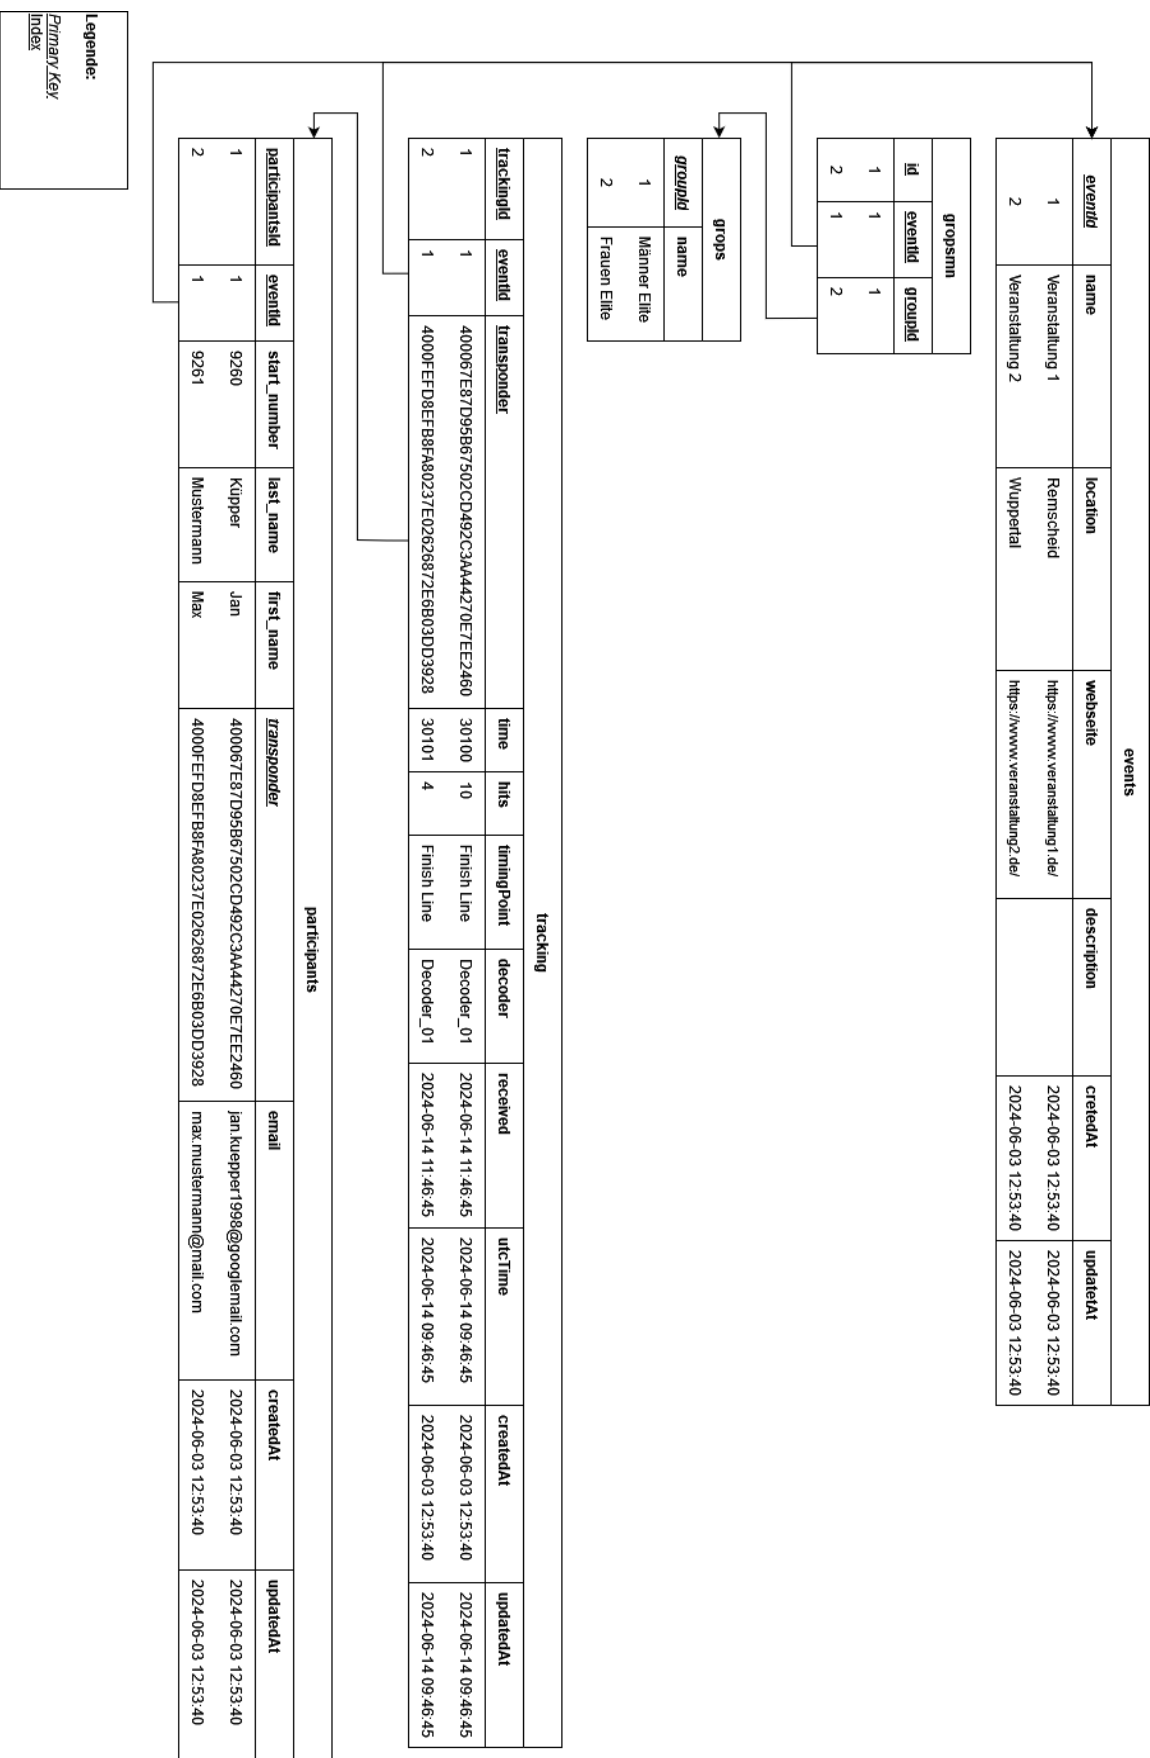 events
eventId name location webseite description cretedAt updatetAt
1 Veranstaltung 1 Remscheid https://www.veranstaltung1.de/ 2024-06-03 12:53:40 2024-06-03 12:53:40
2 Veranstaltung 2 Wuppertal https://www.veranstaltung2.de/ 2024-06-03 12:53:40 2024-06-03 12:53:40
gropsmn
id eventId groupId
1 1 1
2 1 2
grops
groupId name
1 Männer Elite
2 Frauen Elite
tracking
trackingId eventId transponder time hits timingPoint decoder received utcTime createdAt updatedAt
1 1 400067E87D95B67502CD492C3AA44270E7EE2460 30100 10 Finish Line Decoder_01 2024-06-14 11:46:45 2024-06-14 09:46:45 2024-06-03 12:53:40 2024-06-14 09:46:45
2 1 4000FEFD8EFB8FA80237E02626872E6B03DD3928 30101 4 Finish Line Decoder_01 2024-06-14 11:46:45 2024-06-14 09:46:45 2024-06-03 12:53:40 2024-06-14 09:46:45
participants
participantsId eventId start_number last_name first_name transponder email createdAt updatedAt
1 1 9260 Küpper Jan 400067E87D95B67502CD492C3AA44270E7EE2460 jan.kuepper1998@googlemail.com 2024-06-03 12:53:40 2024-06-03 12:53:40
2 1 9261 Mustermann Max 4000FEFD8EFB8FA80237E02626872E6B03DD3928 max.mustermann@mail.com 2024-06-03 12:53:40 2024-06-03 12:53:40
Legende:
Primary Key
Index